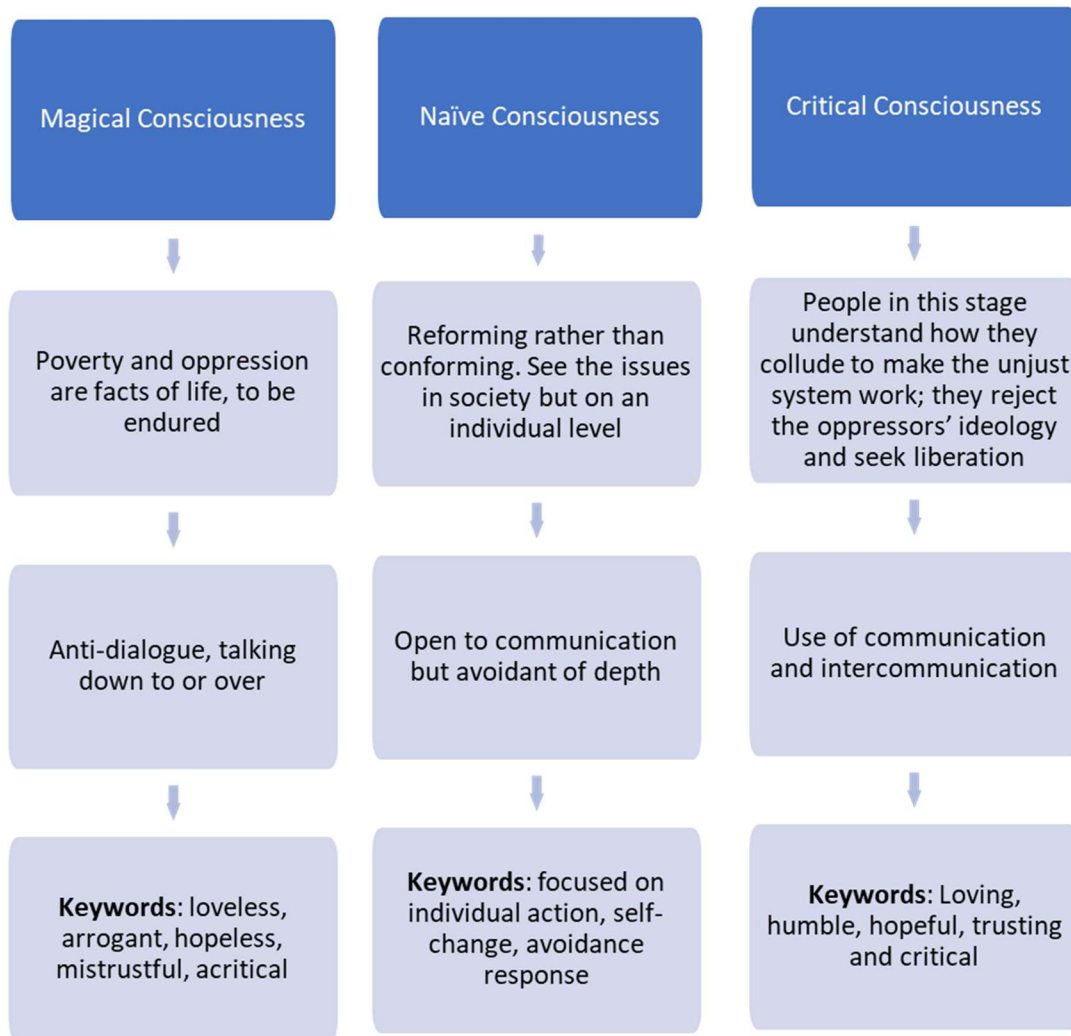 Magical Consciousness
Poverty and oppression
are facts of life, to be
endured
Anti-dialogue, talking
down to or over
Keywords: loveless,
arrogant, hopeless,
mistrustful, acritical
Naïve Consciousness
Reforming rather than
conforming. See the issues
in society but on an
individual level
Open to communication
but avoidant of depth
Keywords: focused on
individual action, self-
change, avoidance
response
Critical Consciousness
People in this stage
understand how they
collude to make the unjust
system work; they reject
the oppressors’ ideology
and seek liberation
Use of communication
and intercommunication
Keywords: Loving,
humble, hopeful, trusting
and critical